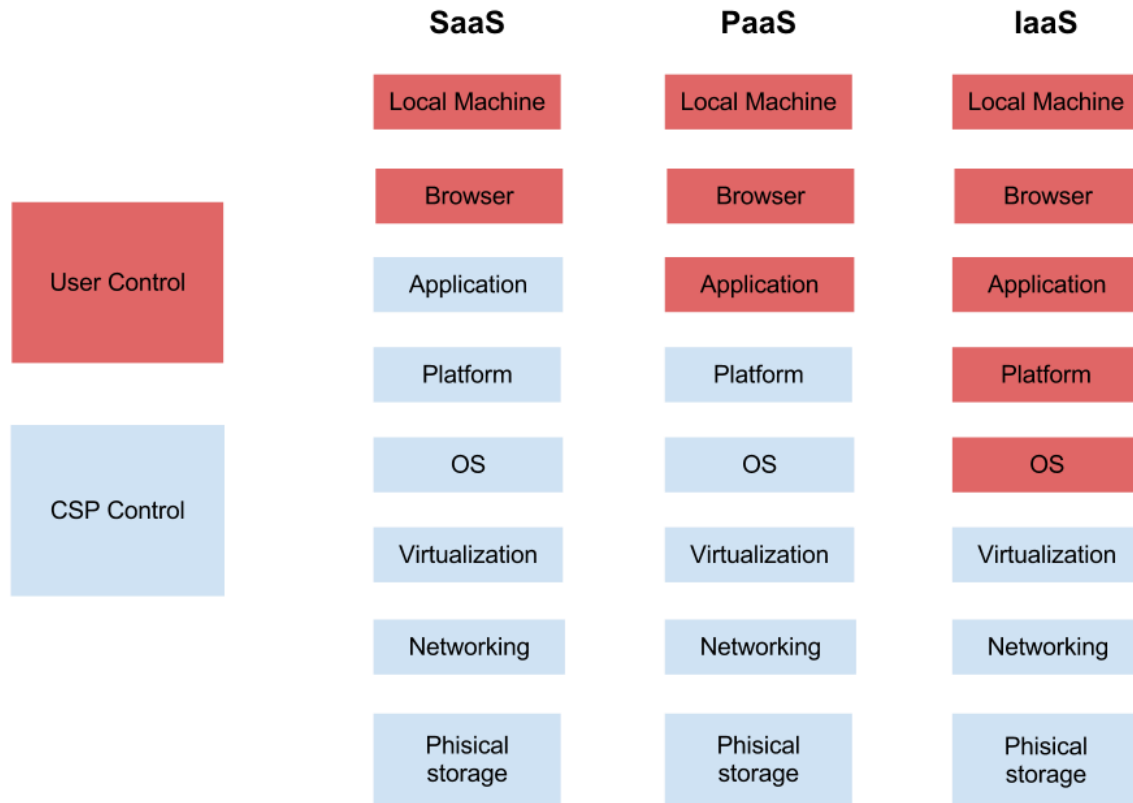 SaaS PaaS IaaS
Local Machine Local Machine Local Machine
Browser Browser Browser
User Control
Application Application Application
Platform Platform Platform
OS OS OS
CSP Control
Virtualization Virtualization Virtualization
Networking Networking Networking
Phisical Phisical Phisical
storage storage storage